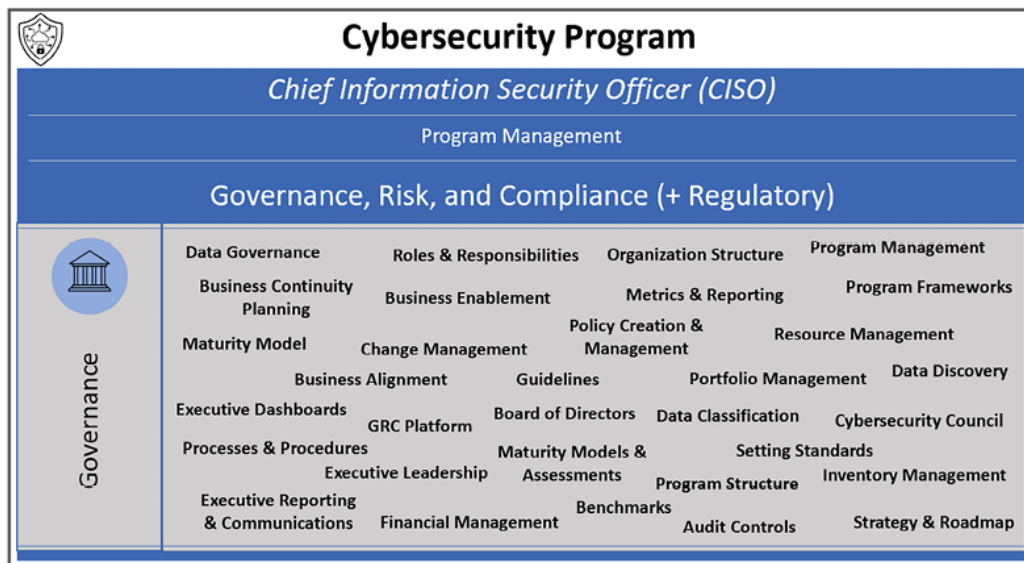 Cybersecurity Program
Chief Information Security Officer (CISO)
Program Management
Governance, Risk, and Compliance (+ Regulatory)
Governance
Data Governance
Roles & Responsibilities
Organization Structure
Program Management
Business Continuity
Planning
Business Enablement
Metrics & Reporting
Program Frameworks
Maturity Model
Change Management
Policy Creation &
Management
Resource Management
Business Alignment
Guidelines
Portfolio Management
Data Discovery
Executive Dashboards
GRC Platform
Board of Directors
Data Classification
Cybersecurity Council
Processes & Procedures
Executive Leadership
Maturity Models &
Assessments
Setting Standards
Program Structure
Inventory Management
Executive Reporting
& Communications
Financial Management
Benchmarks
Audit Controls
Strategy & Roadmap